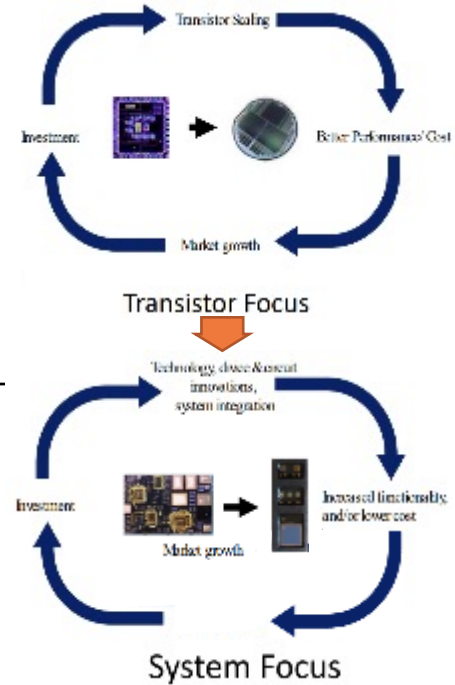 Transistor Scaling
Investment
Better Performance/Cost
Market growth
Transistor Focus
Technology, divice & circuit
innovations,
system integration
Investment
Increased functionality,
and/or lower cost
Market growth
System Focus